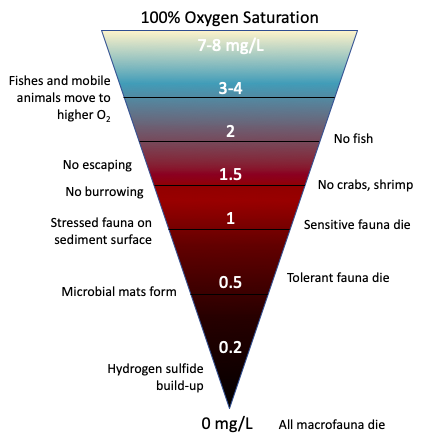 100% Oxygen Saturation
7-8 mg/L
Fishes and mobile
animals move to
higher O₂
3-4
2
No fish
No escaping
1.5
No burrowing
No crabs, shrimp
Stressed fauna on
sediment surface
1
Sensitive fauna die
0.5
Tolerant fauna die
Microbial mats form
0.2
Hydrogen sulfide
build-up
0 mg/L
All macrofauna die